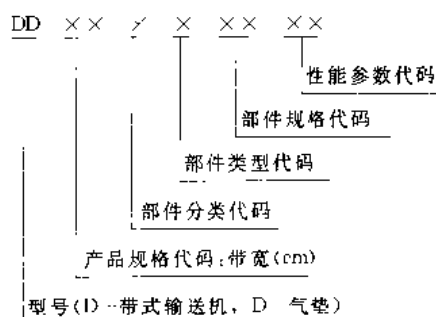 DD ×× × × ×× ××
性能参数代码
部件规格代码
部件类型代码
部件分类代码
产品规格代码:带宽(cm)
型号(D--带式输送机，D 气垫)